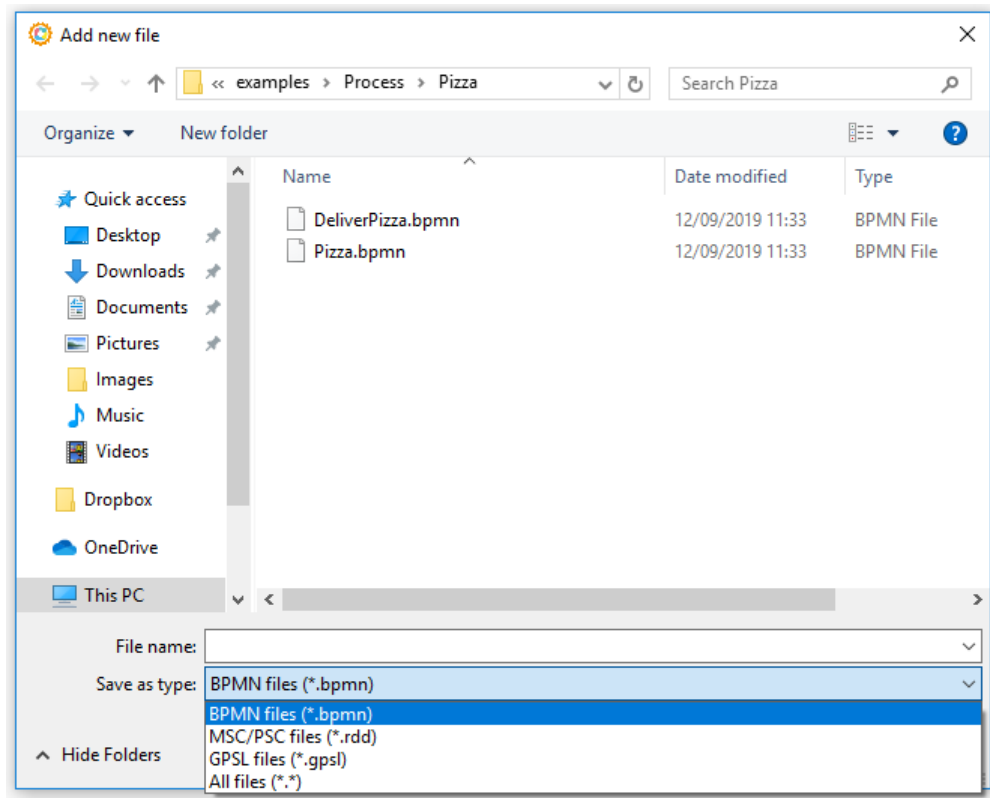 Add new file
« examples › Process › Pizza
Search Pizza
Organize
New folder
?
Name
Date modified
Type
Quick access
Desktop
Downloads
Documents
Pictures
Images
Music
Videos
Dropbox
OneDrive
This PC
DeliverPizza.bpmn 12/09/2019 11:33 BPMN File
Pizza.bpmn 12/09/2019 11:33 BPMN File
File name:
Save as type: BPMN files (*.bpmn)
BPMN files (*.bpmn)
MSC/PSC files (*.rdd)
GPSL files (*.gpsl)
All files (*.*)
Hide Folders